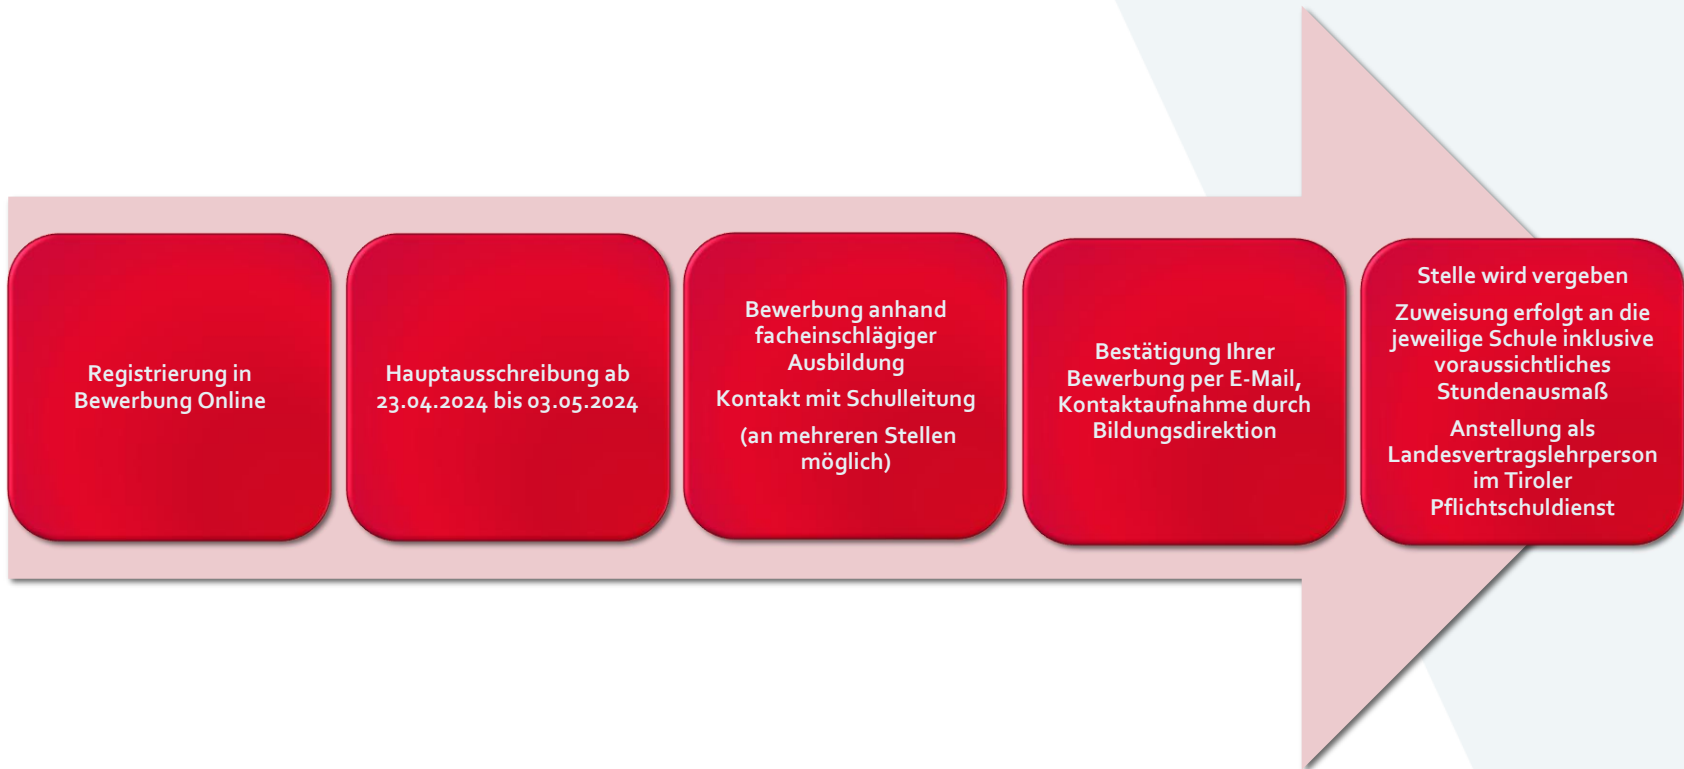 Registrierung in
Bewerbung Online
Hauptausschreibung ab
23.04.2024 bis 03.05.2024
Bewerbung anhand
facheinschlägiger
Ausbildung
Kontakt mit Schulleitung
(an mehreren Stellen
möglich)
Bestätigung Ihrer
Bewerbung per E-Mail,
Kontaktaufnahme durch
Bildungsdirektion
Stelle wird vergeben
Zuweisung erfolgt an die
jeweilige Schule inklusive
voraussichtliches
Stundenausmaß
Anstellung als
Landesvertragslehrperson
im Tiroler
Pflichtschuldienst